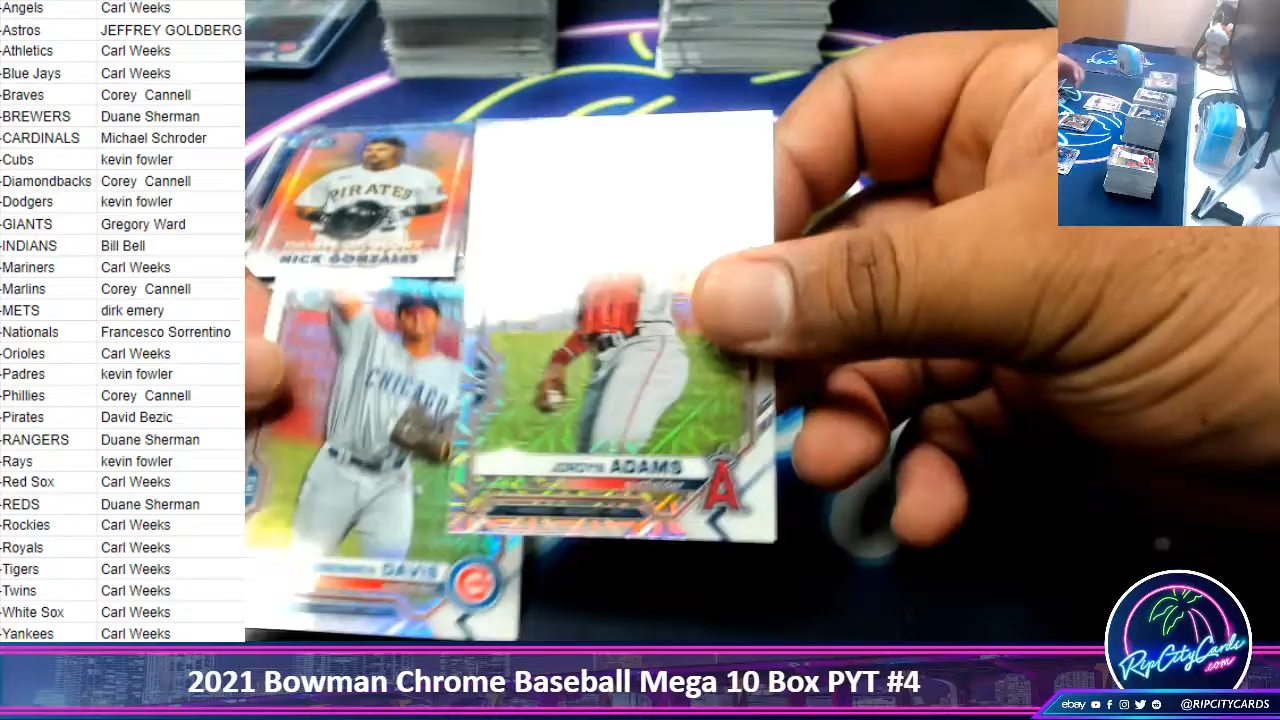 -Angels Carl Weeks
-Astros JEFFREY GOLDBERG
-Athletics Carl Weeks
-Blue Jays Carl Weeks
-Braves Corey Cannell
-BREWERS Duane Sherman
-CARDINALS Michael Schroder
-Cubs kevin fowler
-Diamondbacks Corey Cannell
-Dodgers kevin fowler
-GIANTS Gregory Ward
-INDIANS Bill Bell
-Mariners Carl Weeks
-Marlins Corey Cannell
-METS dirk emery
-Nationals Francesco Sorrentino
-Orioles Carl Weeks
-Padres kevin fowler
-Phillies Corey Cannell
-Pirates David Bezic
-RANGERS Duane Sherman
-Rays kevin fowler
-Red Sox Carl Weeks
-REDS Duane Sherman
-Rockies Carl Weeks
-Royals Carl Weeks
-Tigers Carl Weeks
-Twins Carl Weeks
-White Sox Carl Weeks
-Yankees Carl Weeks
PIRATES
NICK GONZALES
CHICAGO
DAVIS
JORDYN ADAMS
A
2021 Bowman Chrome Baseball Mega 10 Box PYT #4
RipCityCards
.com
ebay @RIPCITYCARDS